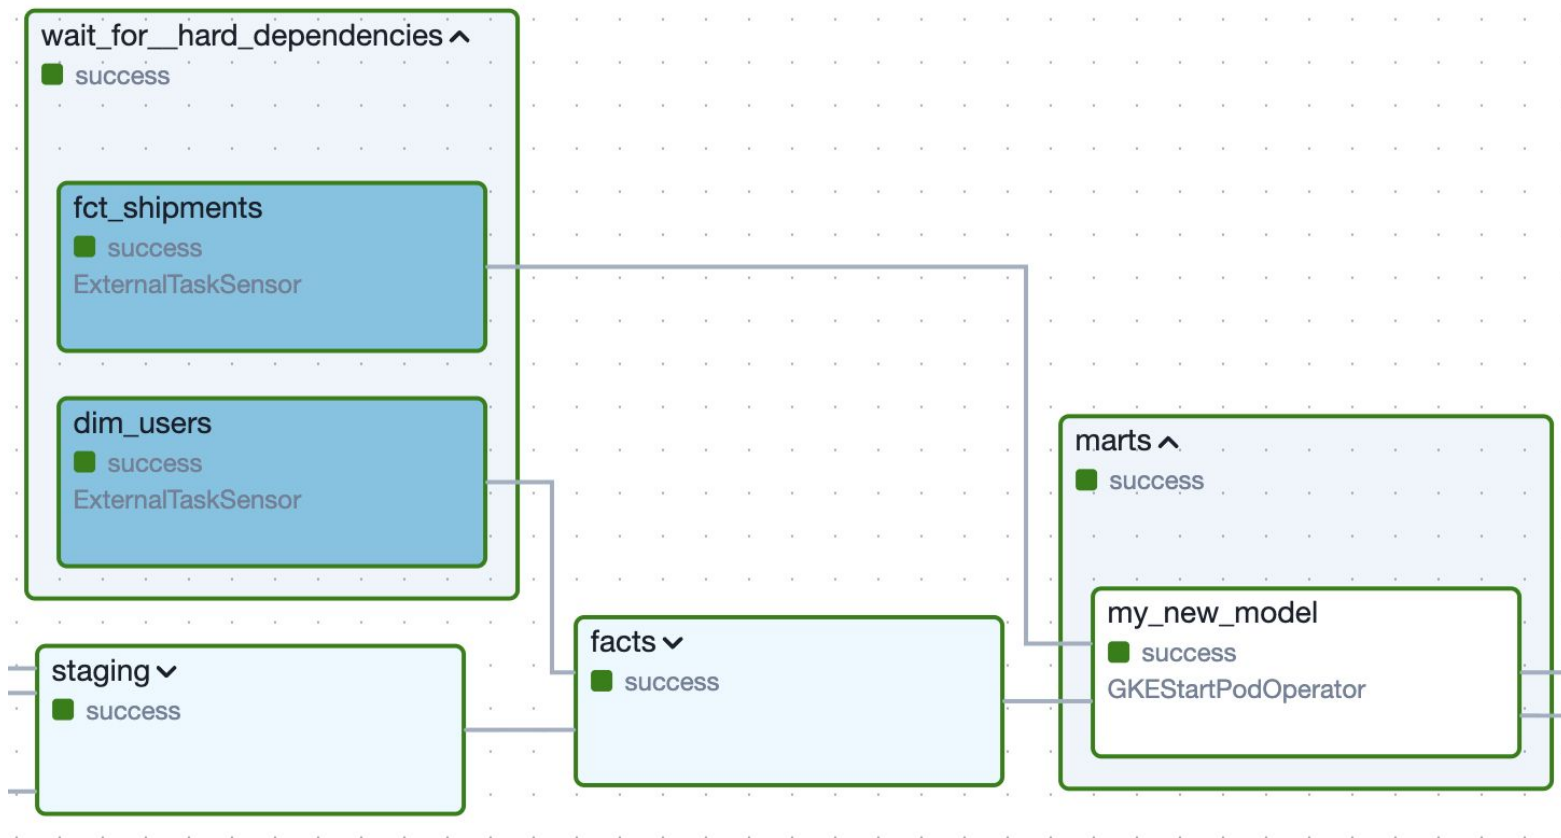 wait_for__hard_dependencies
success
fct_shipments
success
ExternalTaskSensor
dim_users
success
ExternalTaskSensor
staging
success
facts
success
marts
success
my_new_model
success
GKEStartPodOperator